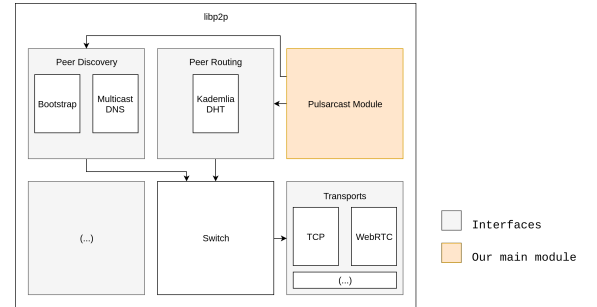 libp2p
Peer Discovery
Bootstrap
Multicast
DNS
Peer Routing
Kademlia
DHT
Pulsarcast Module
(...)
Switch
Transports
TCP
WebRTC
(...)
Interfaces
Our main module